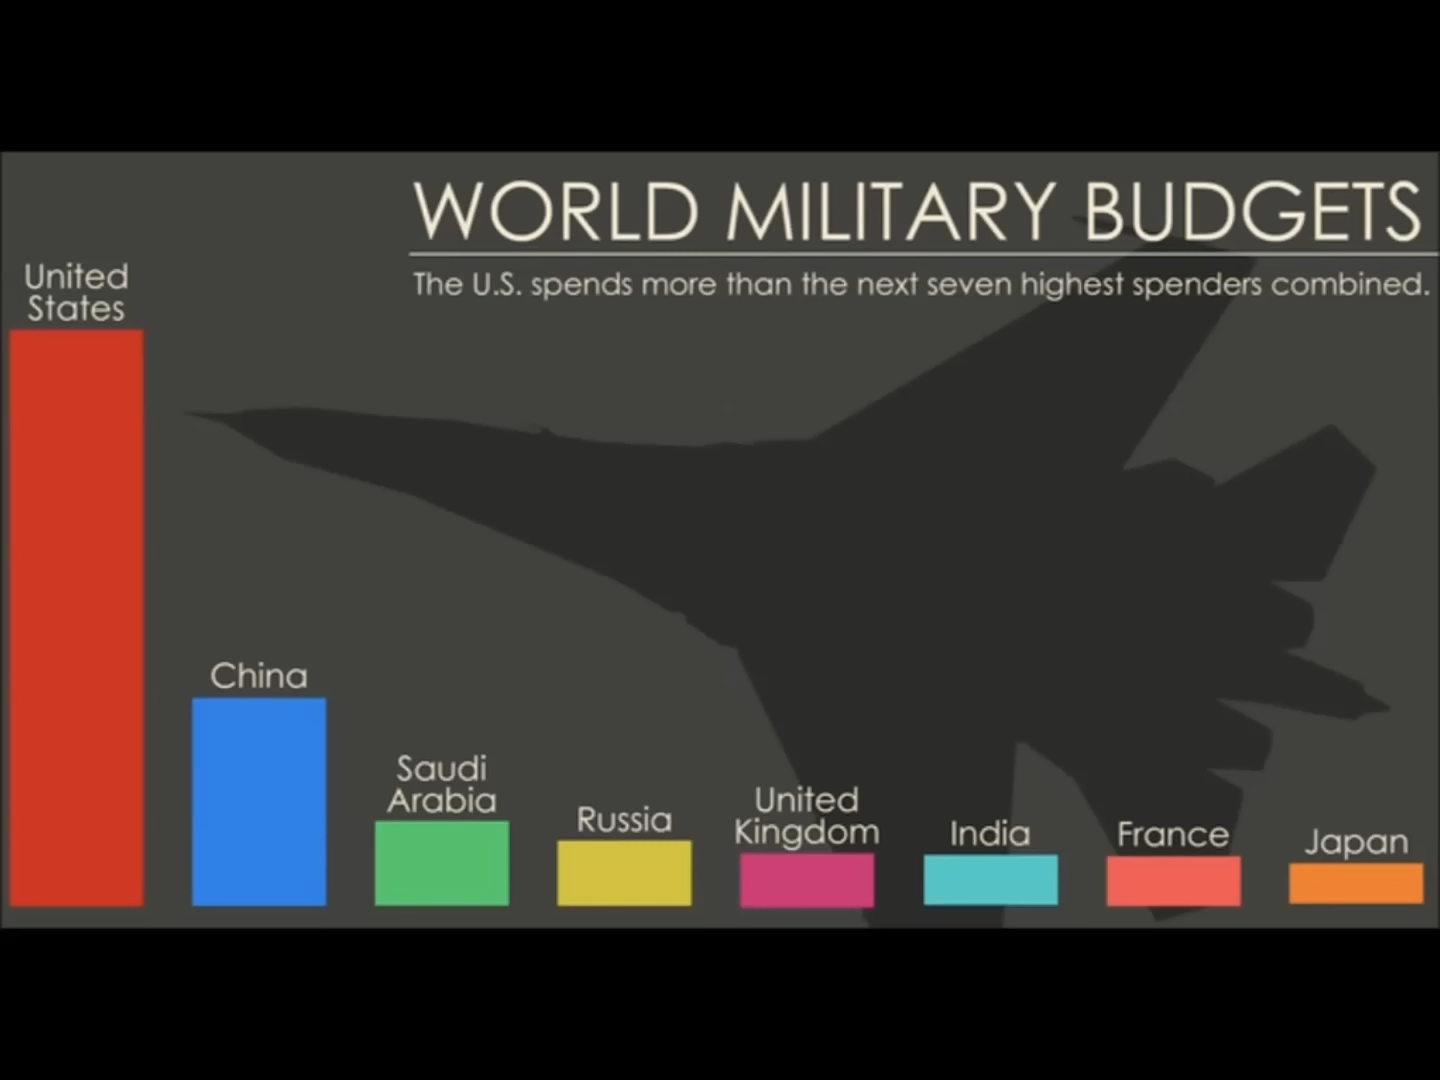 WORLD MILITARY BUDGETS
The U.S. spends more than the next seven highest spenders combined.
United
States
China
Saudi
Arabia
Russia
United
Kingdom
India
France
Japan